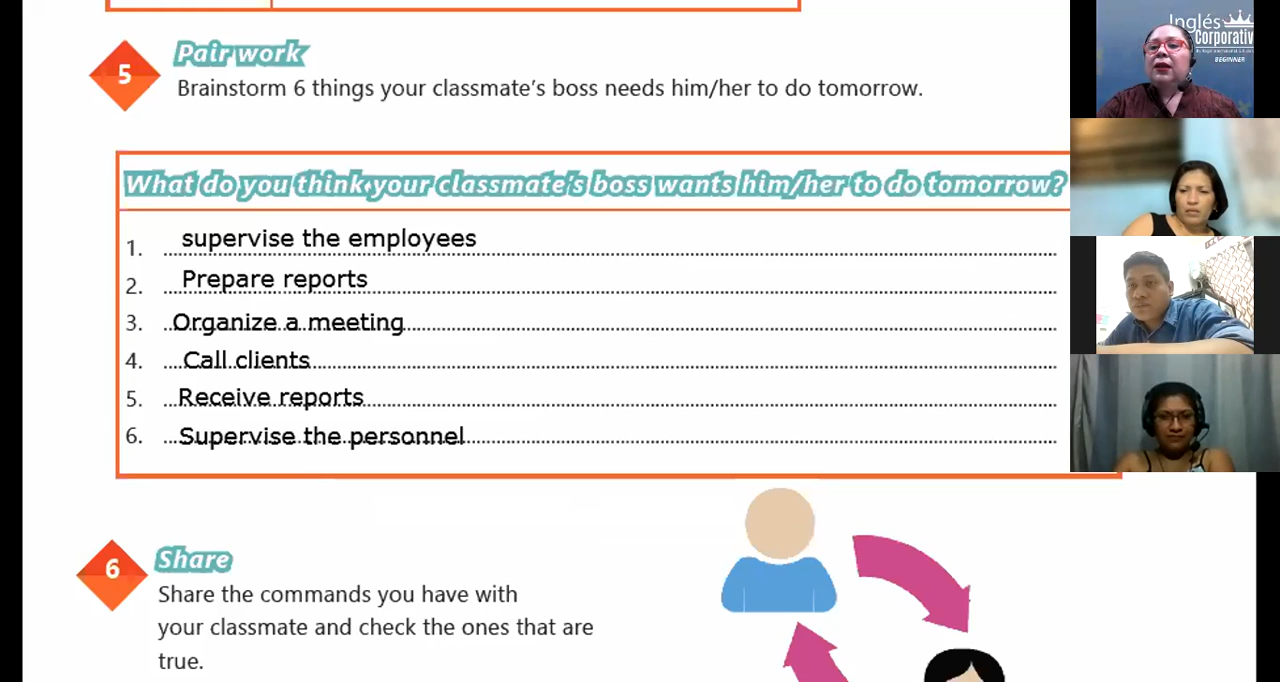 5
Pair work
Brainstorm 6 things your classmate's boss needs him/her to do tomorrow.
What do you think your classmate's boss wants him/her to do tomorrow?
1. supervise the employees
2. Prepare reports
3. Organize a meeting
4. Call clients
5. Receive reports
6. Supervise the personnel
6
Share
Share the commands you have with
your classmate and check the ones that are
true.
Inglés
Corporativ
BEGINNER